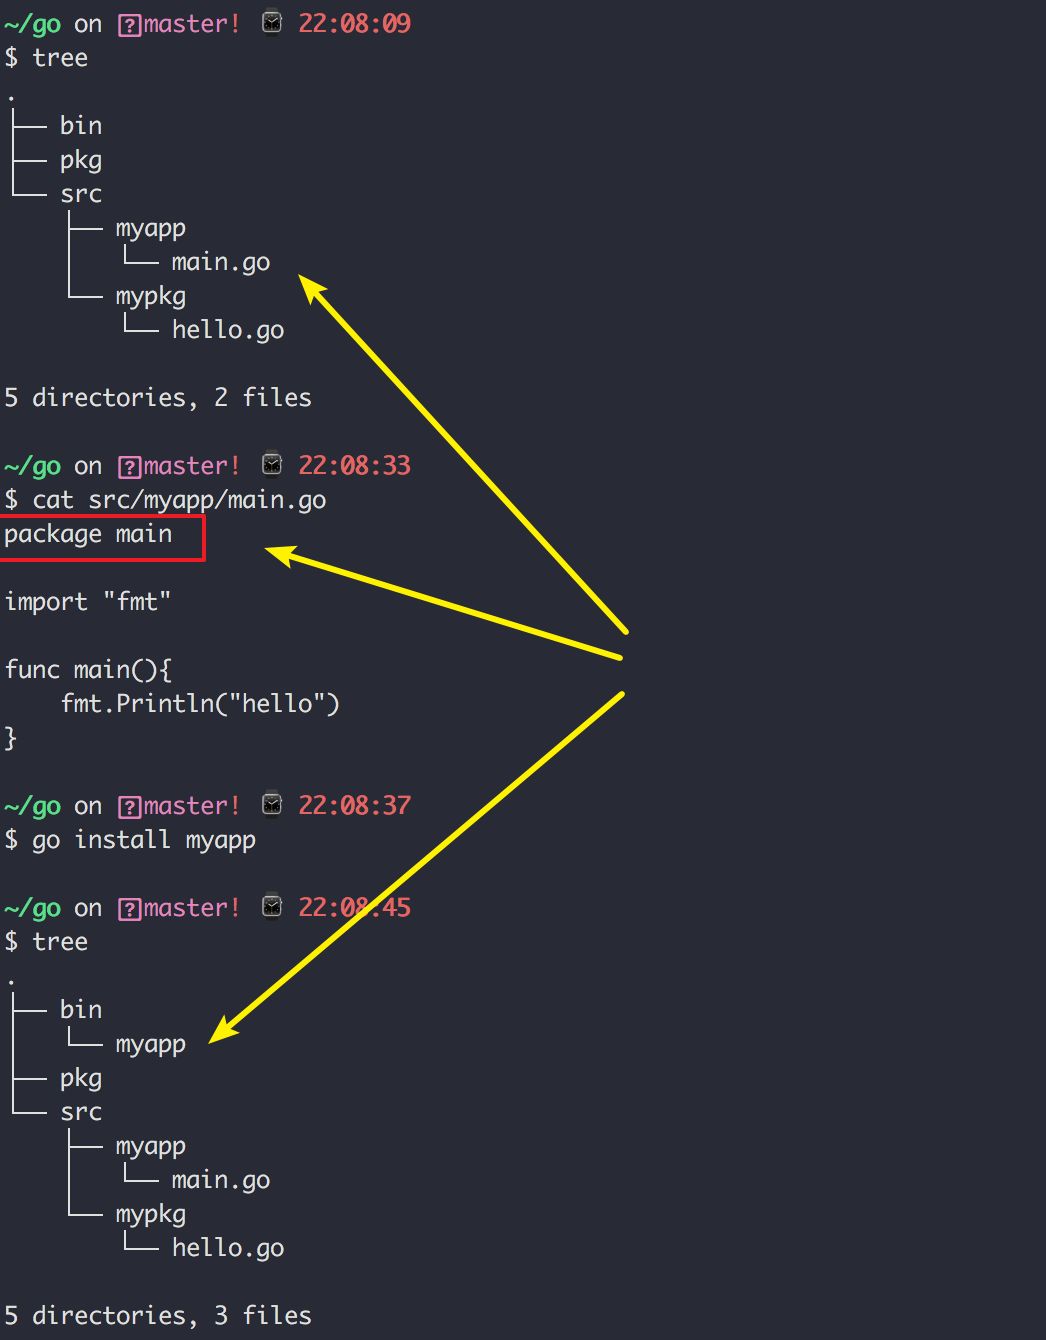 ~/go on ?master! ⌚ 22:08:09
$ tree
.
├── bin
├── pkg
└── src
    ├── myapp
    │   └── main.go
    └── mypkg
        └── hello.go
5 directories, 2 files
~/go on ?master! ⌚ 22:08:33
$ cat src/myapp/main.go
package main
import "fmt"
func main(){
    fmt.Println("hello")
}
~/go on ?master! ⌚ 22:08:37
$ go install myapp
~/go on ?master! ⌚ 22:08:45
$ tree
.
├── bin
│   └── myapp
├── pkg
└── src
    ├── myapp
    │   └── main.go
    └── mypkg
        └── hello.go
5 directories, 3 files